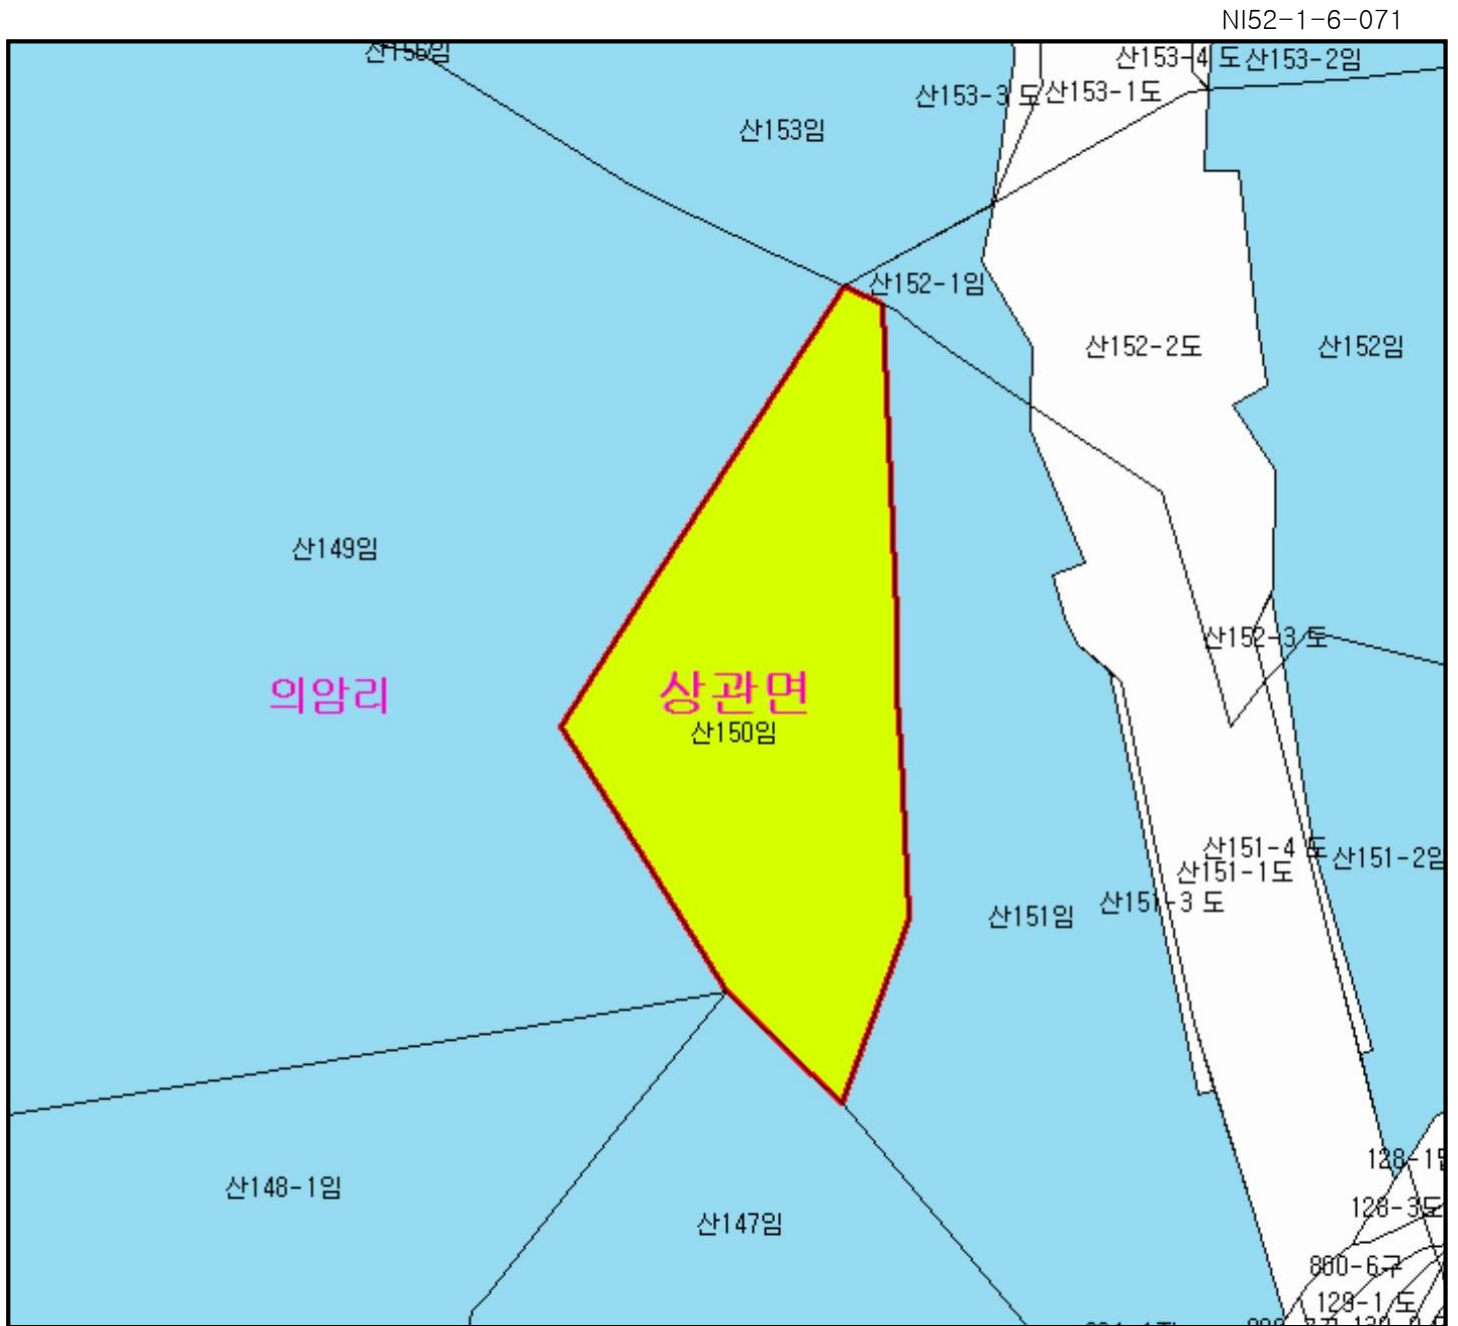 NI52-1-6-071
산153-4 도
산153-2임
산153-3 도
산153-1도
산153임
산152-1임
산152-2도
산152임
산149임
산152-3 도
의암리
상관면
산150임
산151-4 도
산151-2임
산151-1도
산151-3 도
산151임
128-1
산148-1임
128-3도
산147임
800-6구
129-1 도